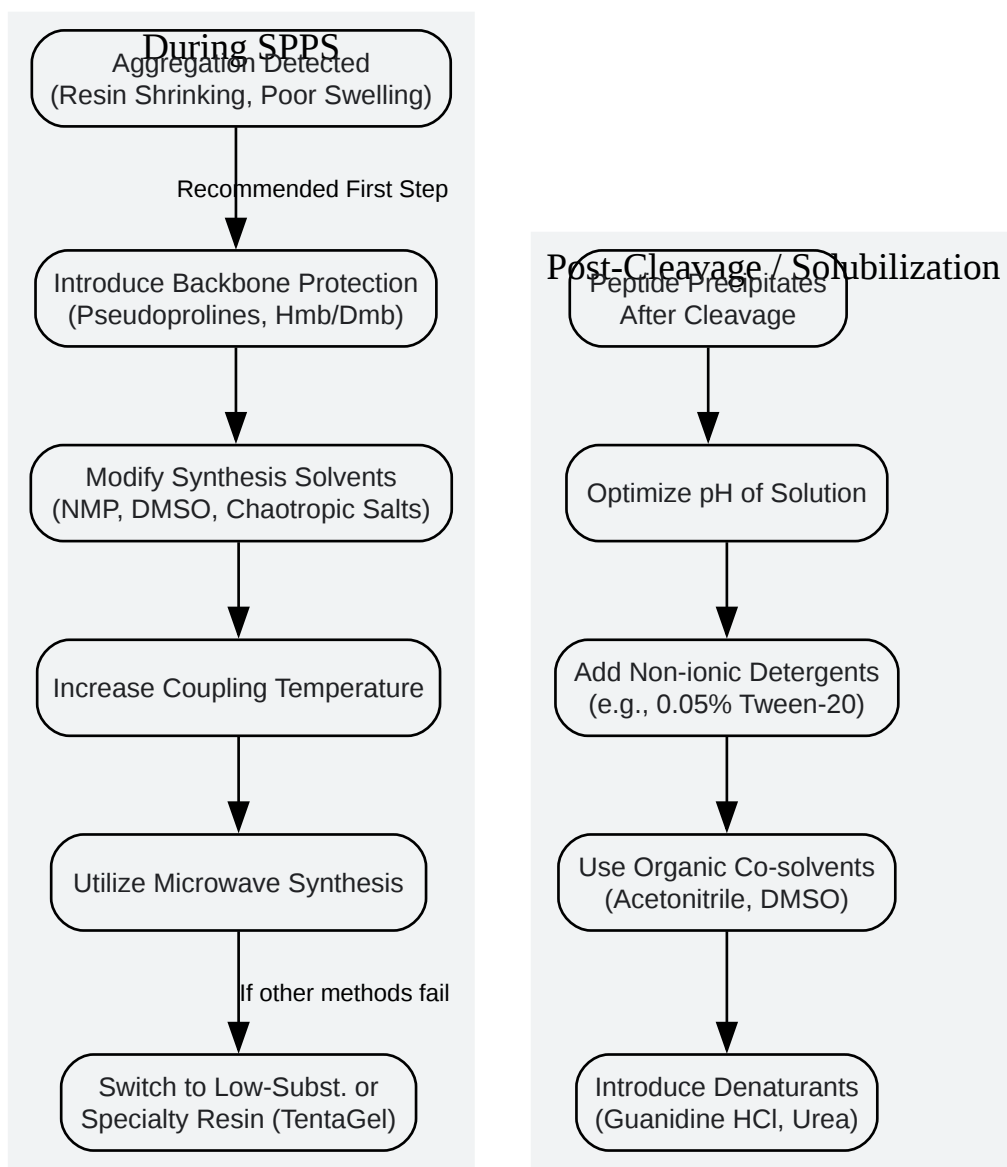 During SPPS
Aggregation Detected
(Resin Shrinking, Poor Swelling)
Recommended First Step
Introduce Backbone Protection
(Pseudoprolines, Hmb/Dmb)
Modify Synthesis Solvents
(NMP, DMSO, Chaotropic Salts)
Increase Coupling Temperature
Utilize Microwave Synthesis
If other methods fail
Switch to Low-Subst. or
Specialty Resin (TentaGel)
Post-Cleavage / Solubilization
Peptide Precipitates
After Cleavage
Optimize pH of Solution
Add Non-ionic Detergents
(e.g., 0.05% Tween-20)
Use Organic Co-solvents
(Acetonitrile, DMSO)
Introduce Denaturants
(Guanidine HCl, Urea)